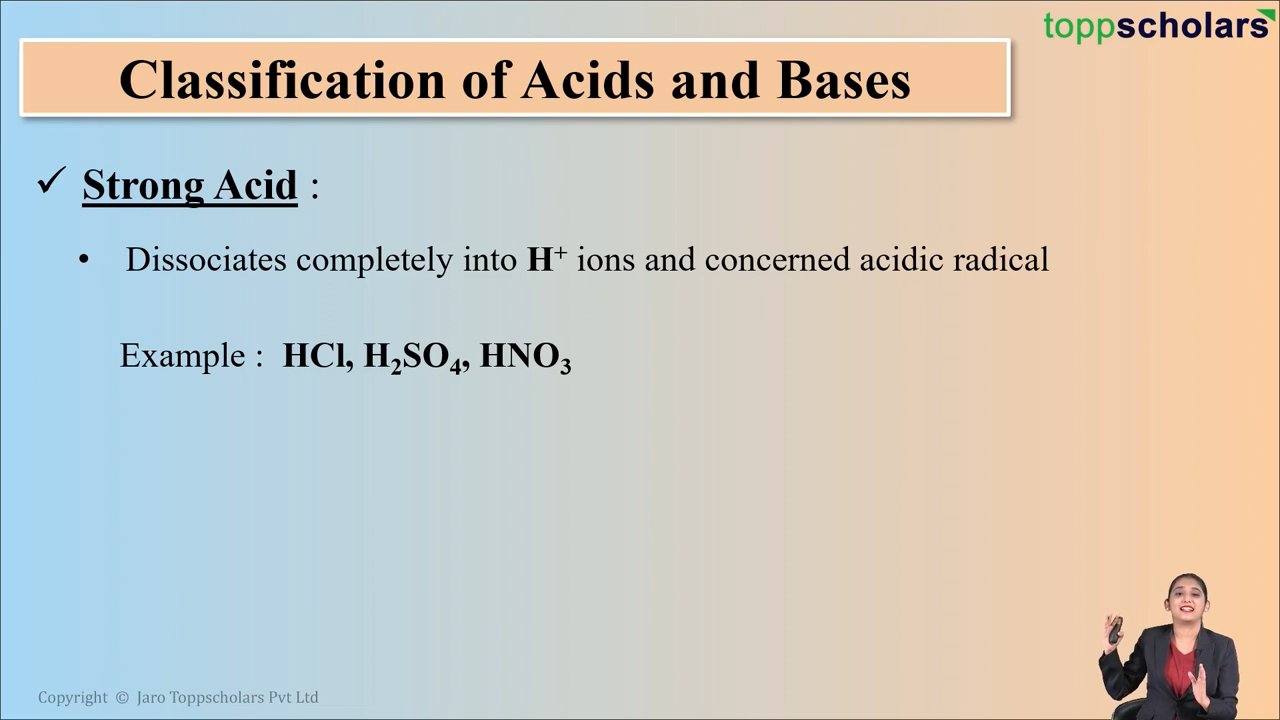 toppscholars
Classification of Acids and Bases
✓ Strong Acid :
• Dissociates completely into H⁺ ions and concerned acidic radical
Example : HCl, H₂SO₄, HNO₃
Copyright © Jaro Toppscholars Pvt Ltd